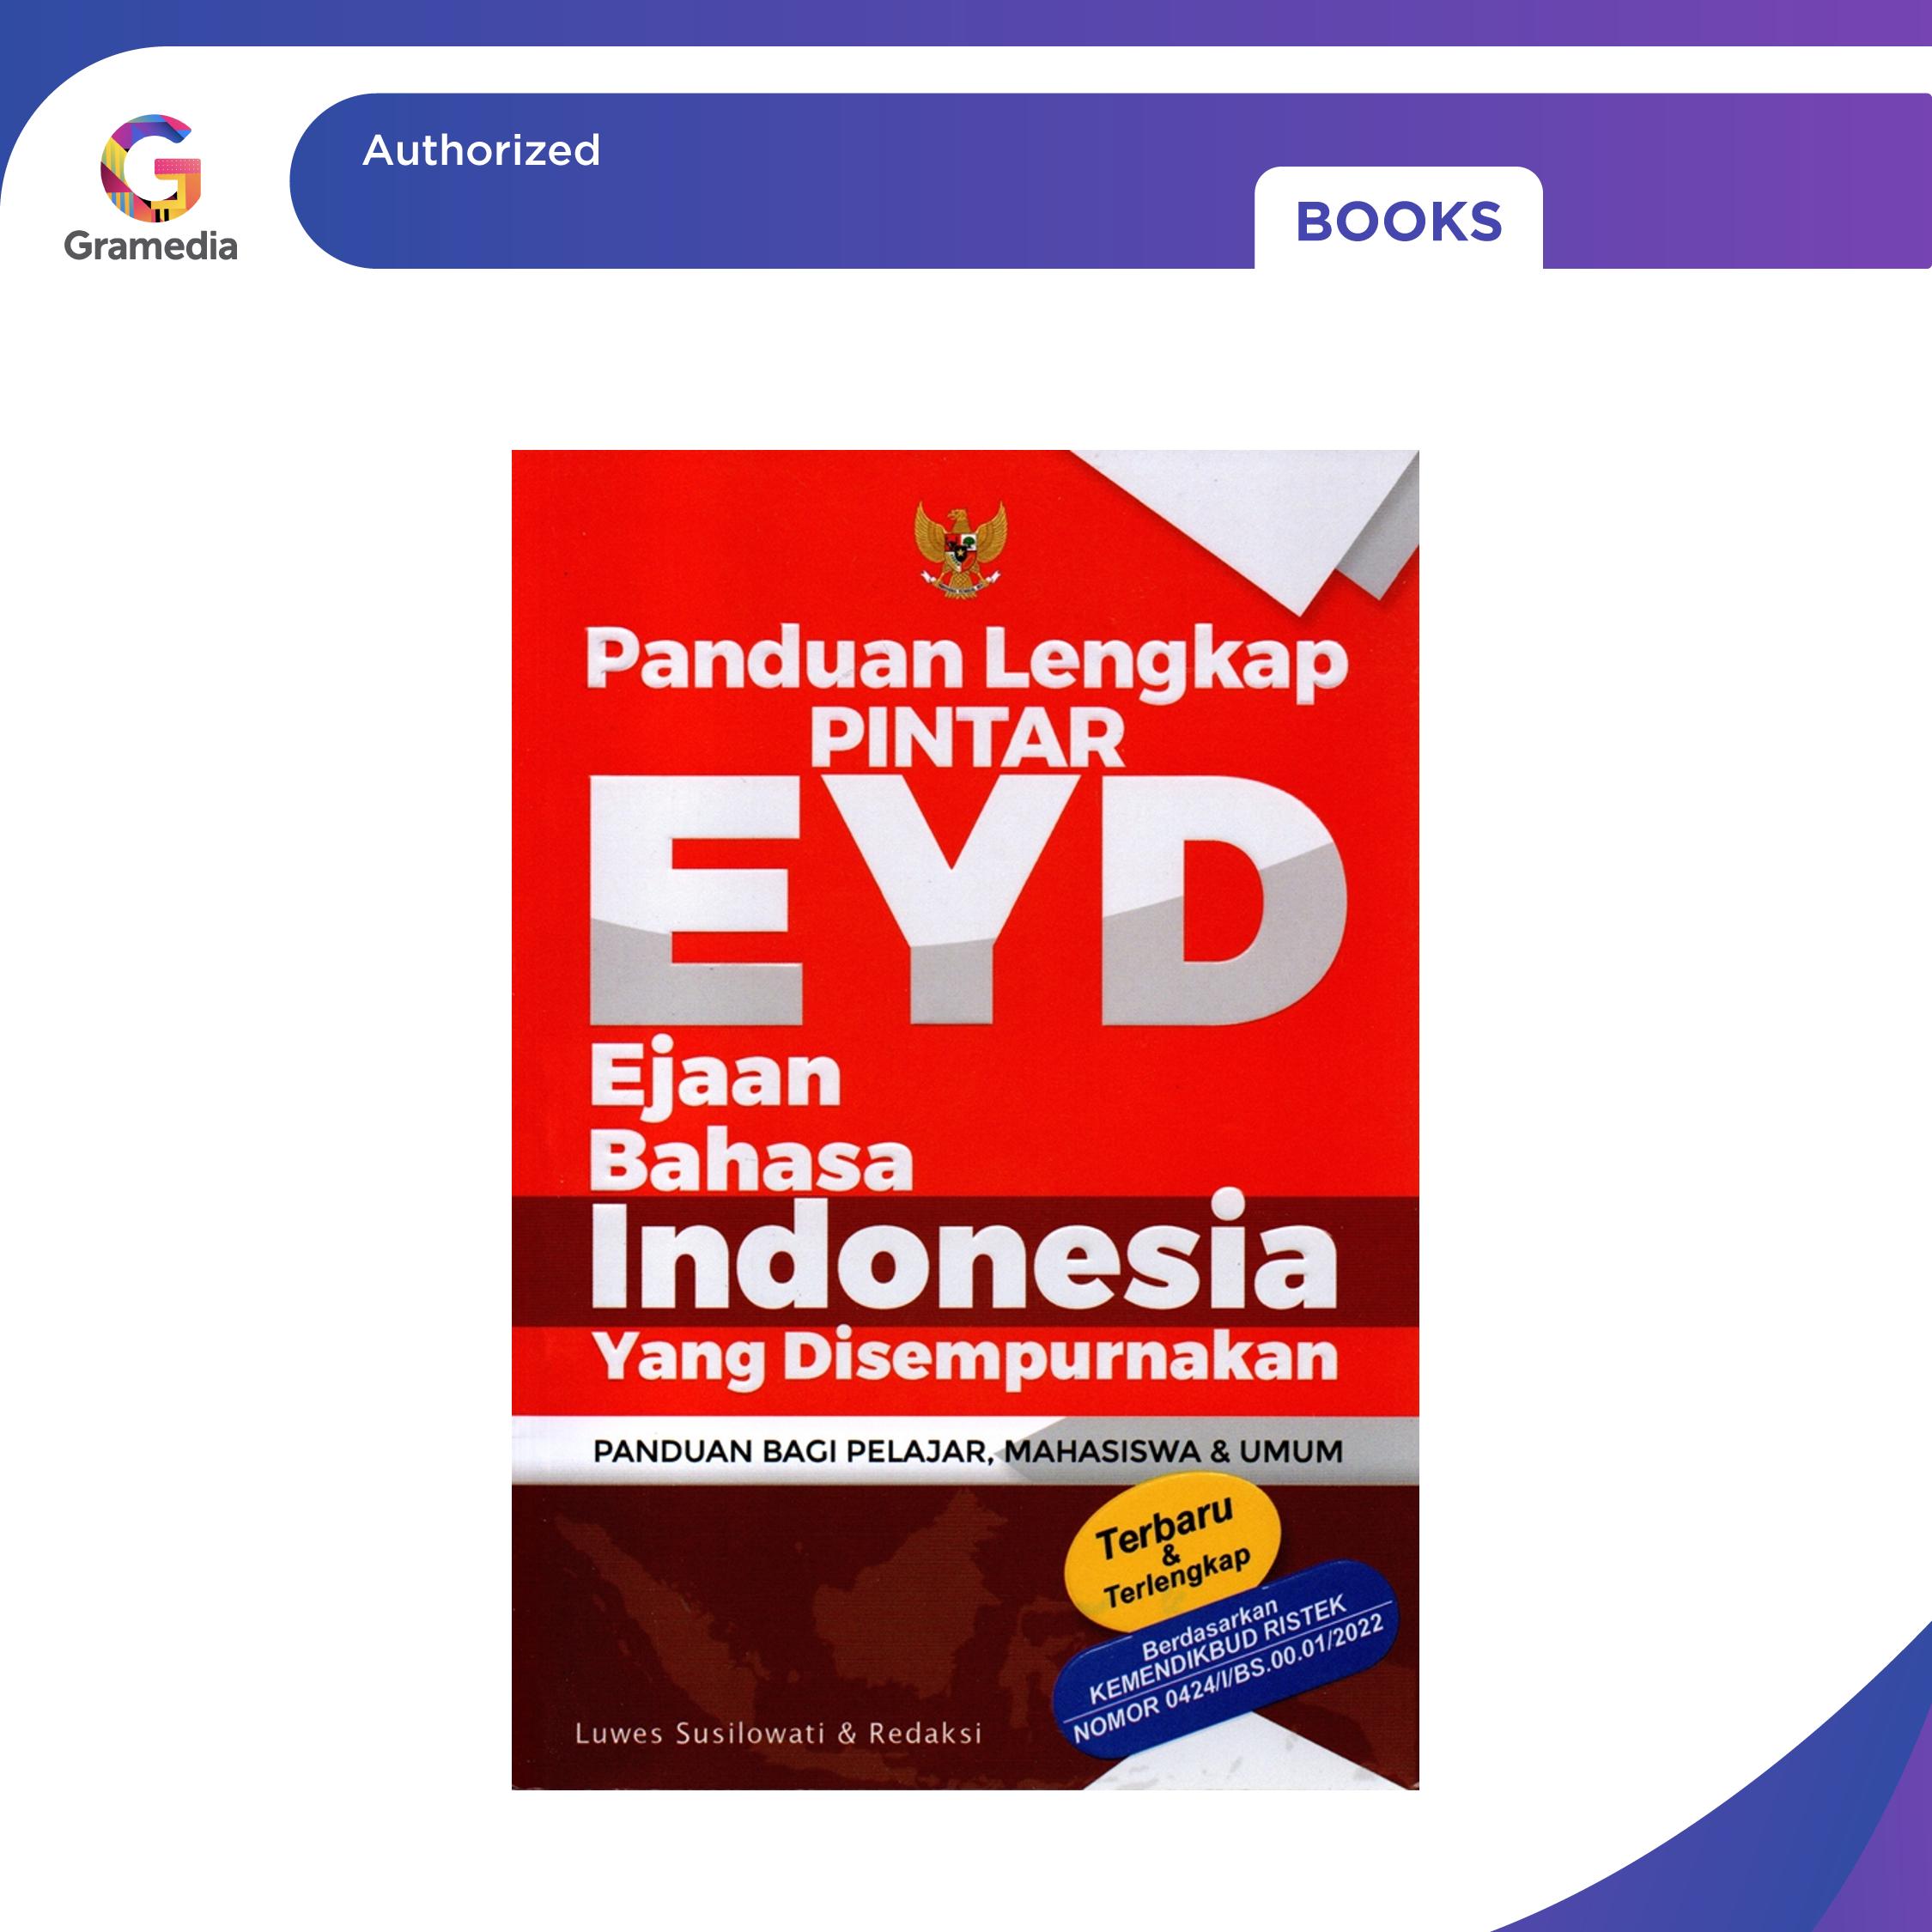 Gramedia
Authorized
BOOKS
Panduan Lengkap
PINTAR
EYD
Ejaan
Bahasa
Indonesia
Yang Disempurnakan
PANDUAN BAGI PELAJAR, MAHASISWA & UMUM
Terbaru
&
Terlengkap
Berdasarkan
KEMENDIKBUD RISTEK
NOMOR 0424/I/BS.00.01/2022
Luwes Susilowati & Redaksi